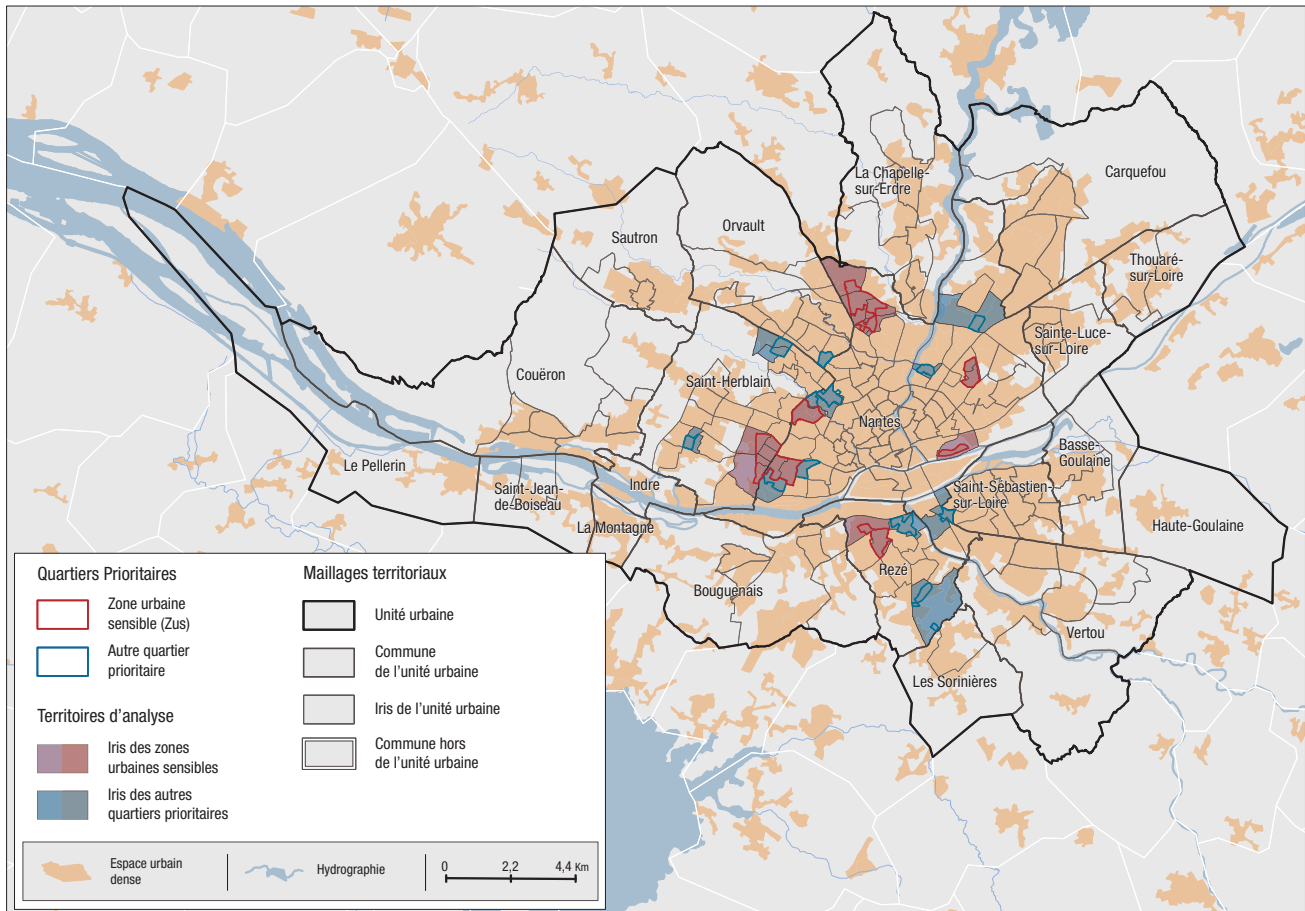 Carquefou
La Chapelle-
sur-Erdre
Orvault
Sautron
Thouaré-
sur-Loire
Sainte-Luce-
sur-Loire
Couëron
Saint-Herblain
Nantes
Basse-
Goulaine
Le Pellerin
Saint-Jean-
de-Boiseau
Indre
Saint-Sébastien-
sur-Loire
La Montagne
Haute-Goulaine
Rezé
Bouguenais
Vertou
Les Sorinières
Quartiers Prioritaires
Zone urbaine
sensible (Zus)
Autre quartier
prioritaire
Territoires d'analyse
Iris des zones
urbaines sensibles
Iris des autres
quartiers prioritaires
Maillages territoriaux
Unité urbaine
Commune
de l'unité urbaine
Iris de l'unité urbaine
Commune hors
de l'unité urbaine
Espace urbain
dense
Hydrographie
0 2,2 4,4 Km